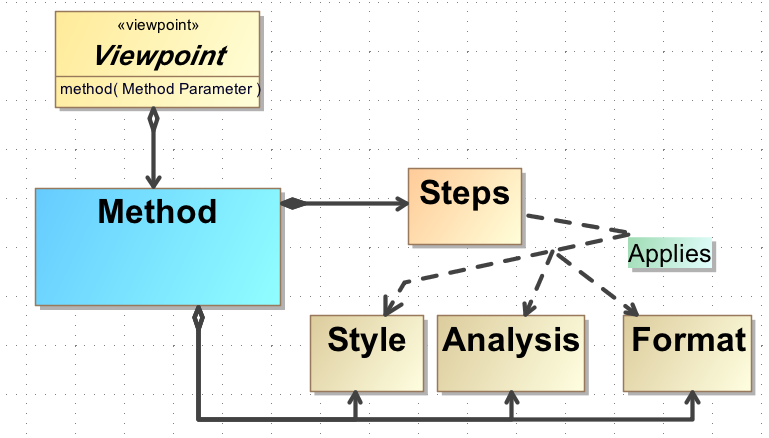 «viewpoint»
Viewpoint
method( Method Parameter )
Method
Steps
Applies
Style
Analysis
Format